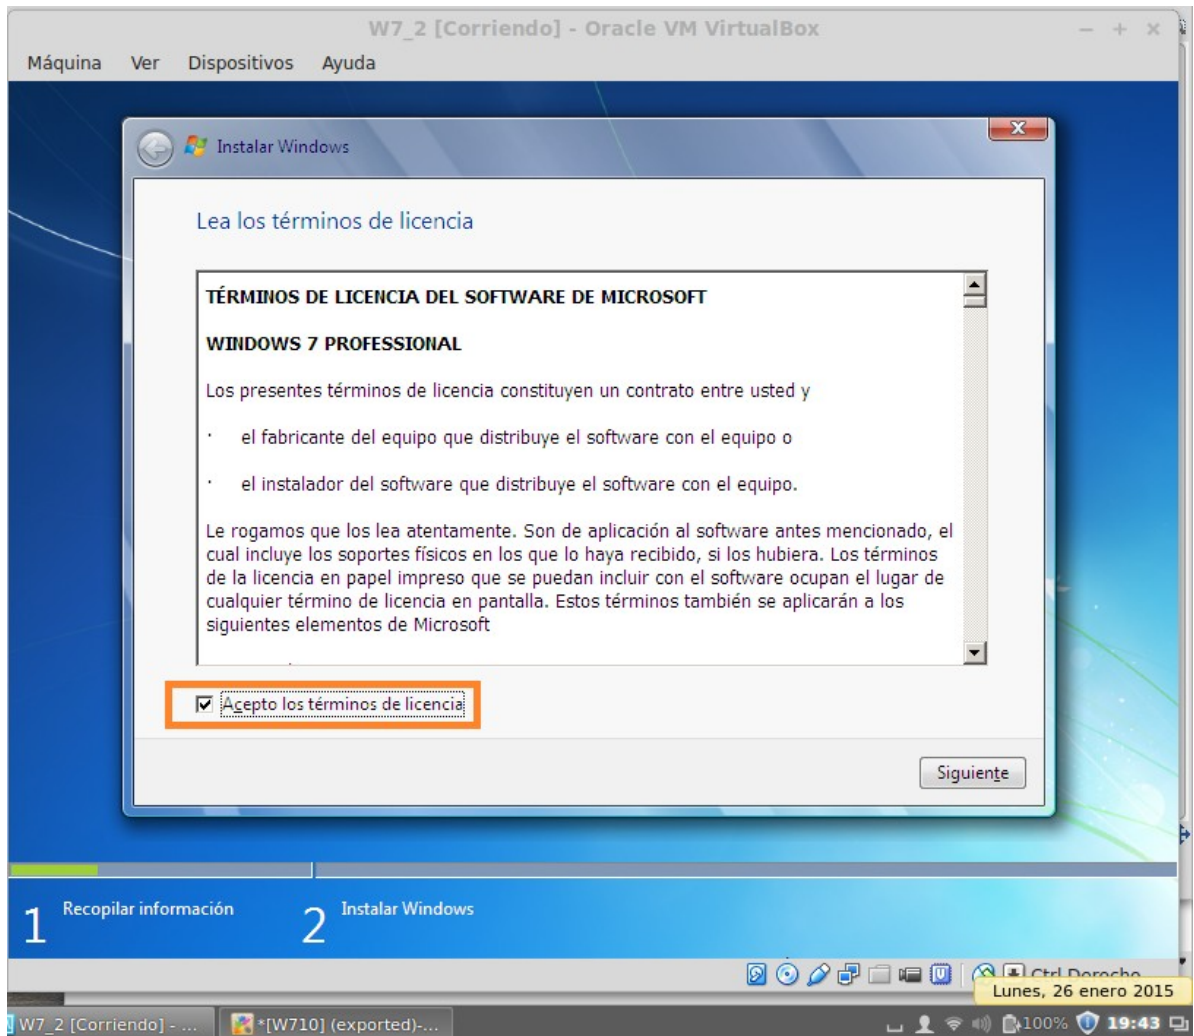 W7_2 [Corriendo] - Oracle VM VirtualBox
Máquina Ver Dispositivos Ayuda
Instalar Windows
Lea los términos de licencia
TÉRMINOS DE LICENCIA DEL SOFTWARE DE MICROSOFT
WINDOWS 7 PROFESSIONAL
Los presentes términos de licencia constituyen un contrato entre usted y
· el fabricante del equipo que distribuye el software con el equipo o
· el instalador del software que distribuye el software con el equipo.
Le rogamos que los lea atentamente. Son de aplicación al software antes mencionado, el
cual incluye los soportes físicos en los que lo haya recibido, si los hubiera. Los términos
de la licencia en papel impreso que se puedan incluir con el software ocupan el lugar de
cualquier término de licencia en pantalla. Estos términos también se aplicarán a los
siguientes elementos de Microsoft
Acepto los términos de licencia
Siguiente
1 Recopilar información 2 Instalar Windows
Ctrl Derecho
Lunes, 26 enero 2015
W7_2 [Corriendo] - ... *[W710] (exported)-... 100% 19:43